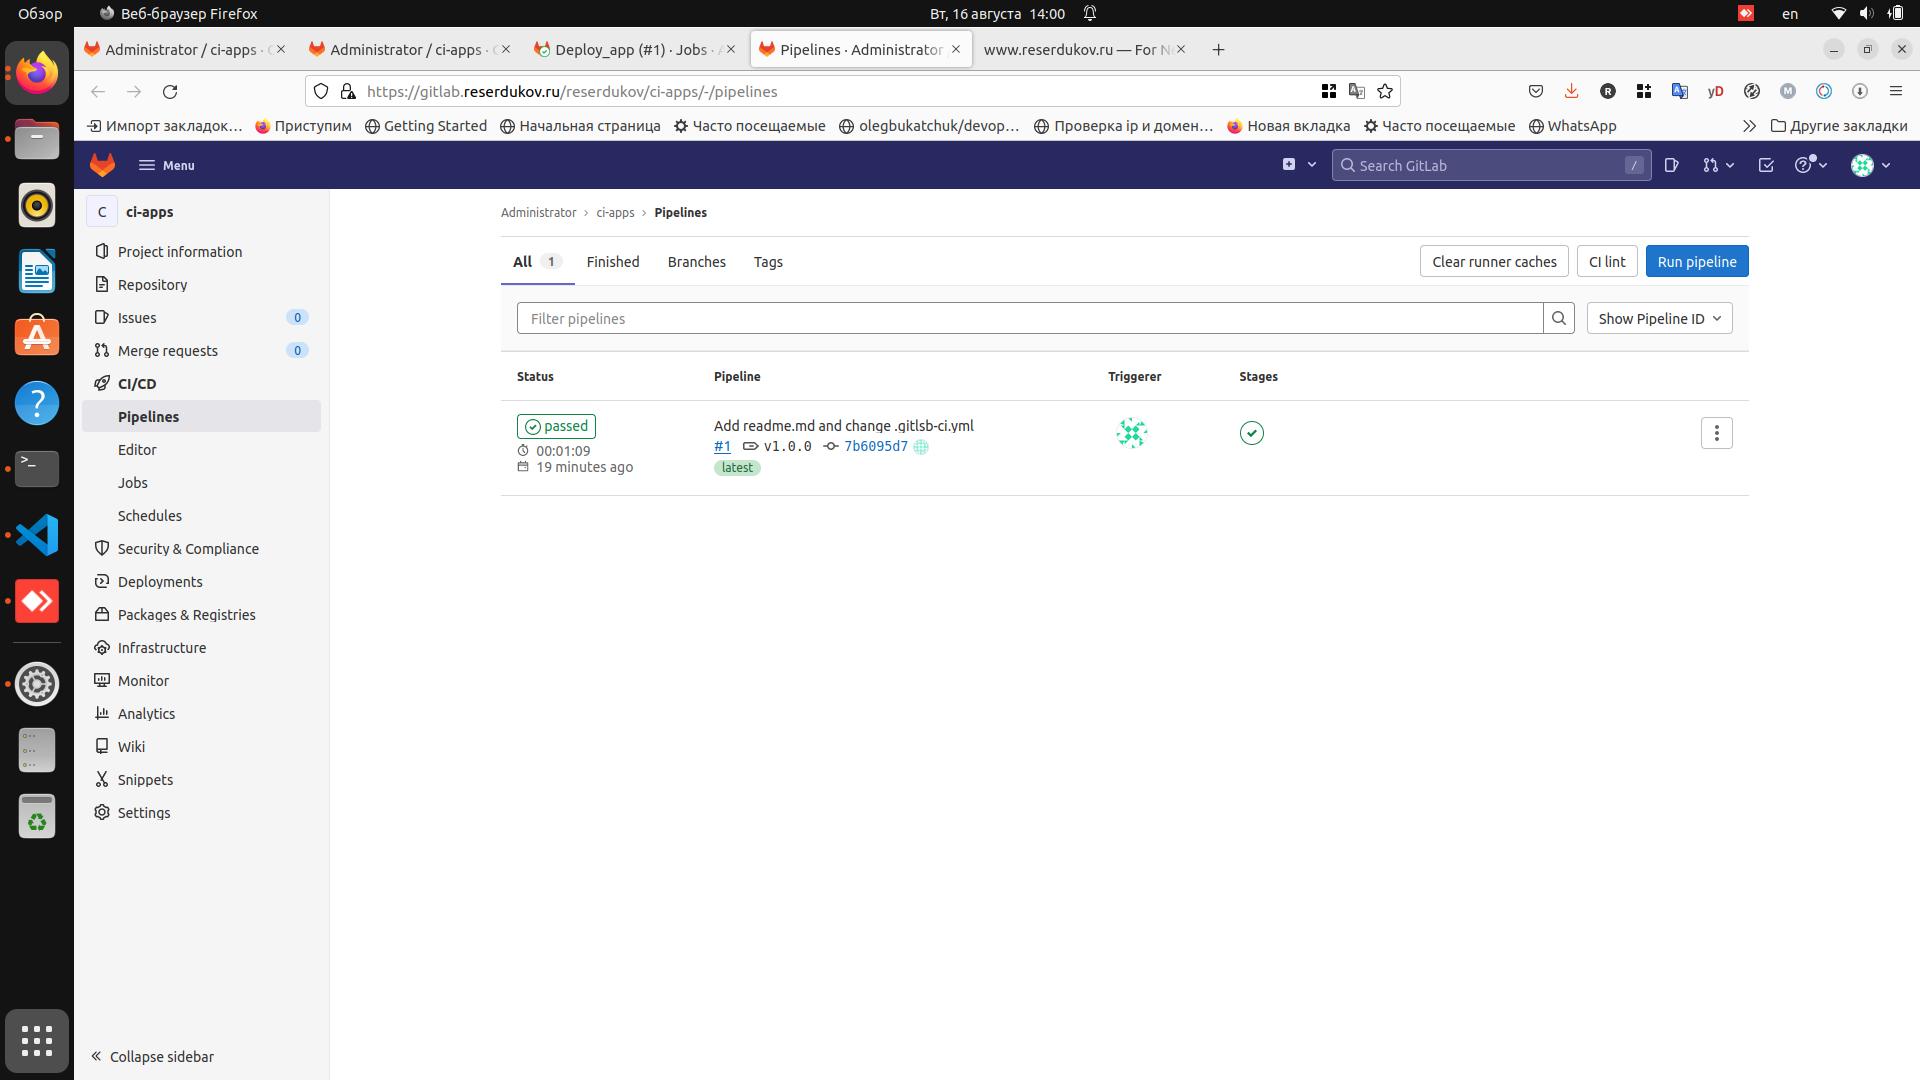 Обзор Веб-браузер Firefox Вт, 16 августа 14:00 en
Administrator / ci-apps · Administrator / ci-apps · Deploy_app (#1) · Jobs · Pipelines · Administrator www.reserdukov.ru — For
https://gitlab.reserdukov.ru/reserdukov/ci-apps/-/pipelines R yD M
Импорт закладок… Приступим Getting Started Начальная страница Часто посещаемые olegbukatchuk/devop… Проверка ip и домен… Новая вкладка Часто посещаемые WhatsApp Другие закладки
Menu Search GitLab /
C ci-apps
Administrator › ci-apps › Pipelines
Project information
All 1 Finished Branches Tags Clear runner caches CI lint Run pipeline
Repository
Issues 0
Filter pipelines Show Pipeline ID
Merge requests 0
CI/CD
Status Pipeline Triggerer Stages
Pipelines
passed Add readme.md and change .gitlsb-ci.yml
#1 v1.0.0 7b6095d7
00:01:09
19 minutes ago latest
Editor
Jobs
Schedules
Security & Compliance
Deployments
Packages & Registries
Infrastructure
Monitor
Analytics
Wiki
Snippets
Settings
Collapse sidebar